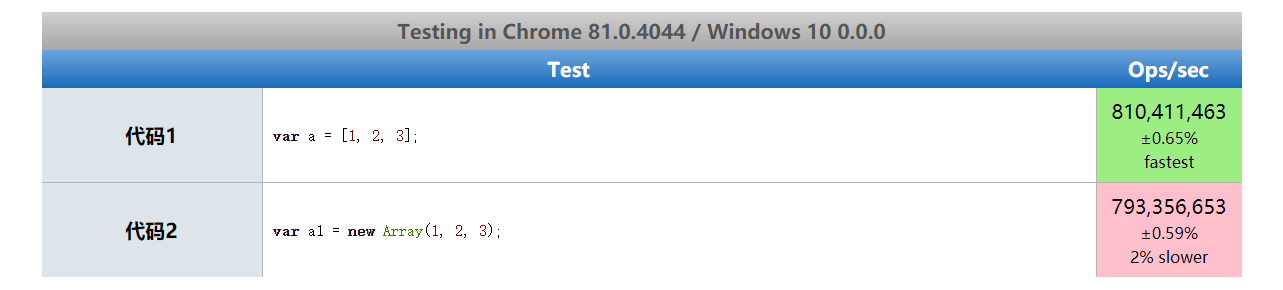 Testing in Chrome 81.0.4044 / Windows 10 0.0.0
Test Ops/sec
代码1 var a = [1, 2, 3]; 810,411,463
±0.65%
fastest
代码2 var a1 = new Array(1, 2, 3); 793,356,653
±0.59%
2% slower